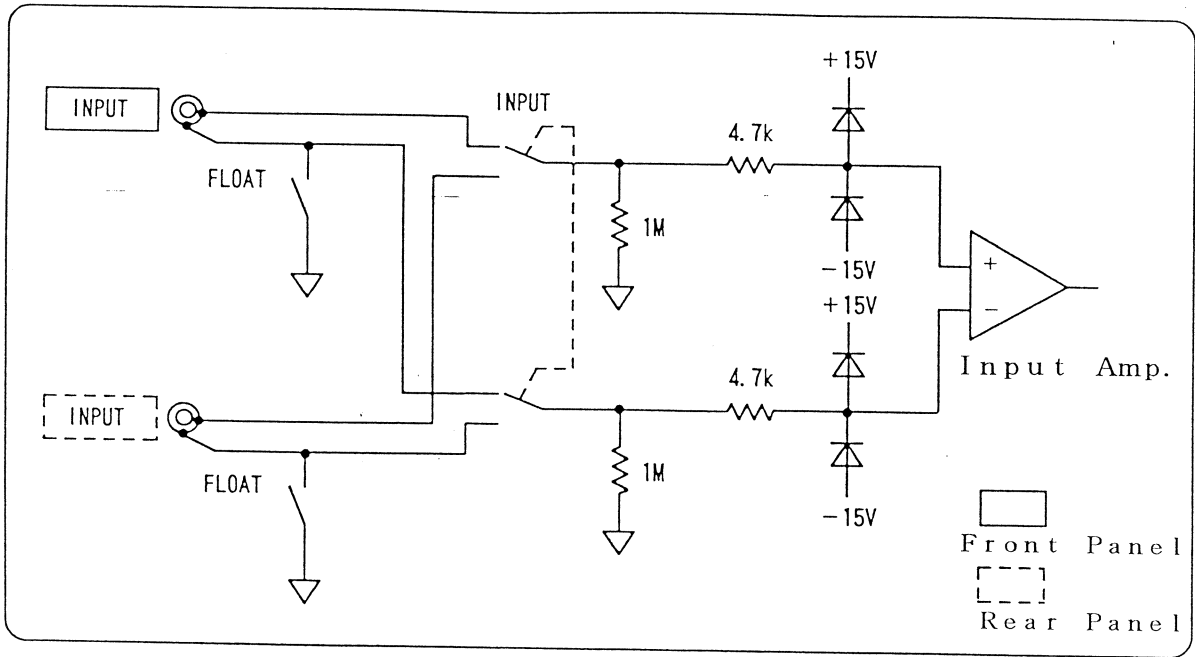 +15V
INPUT
INPUT
4.7k
FLOAT
1M
−15V
+15V
+
−
Input Amp.
4.7k
INPUT
FLOAT
1M
−15V
Front Panel
Rear Panel